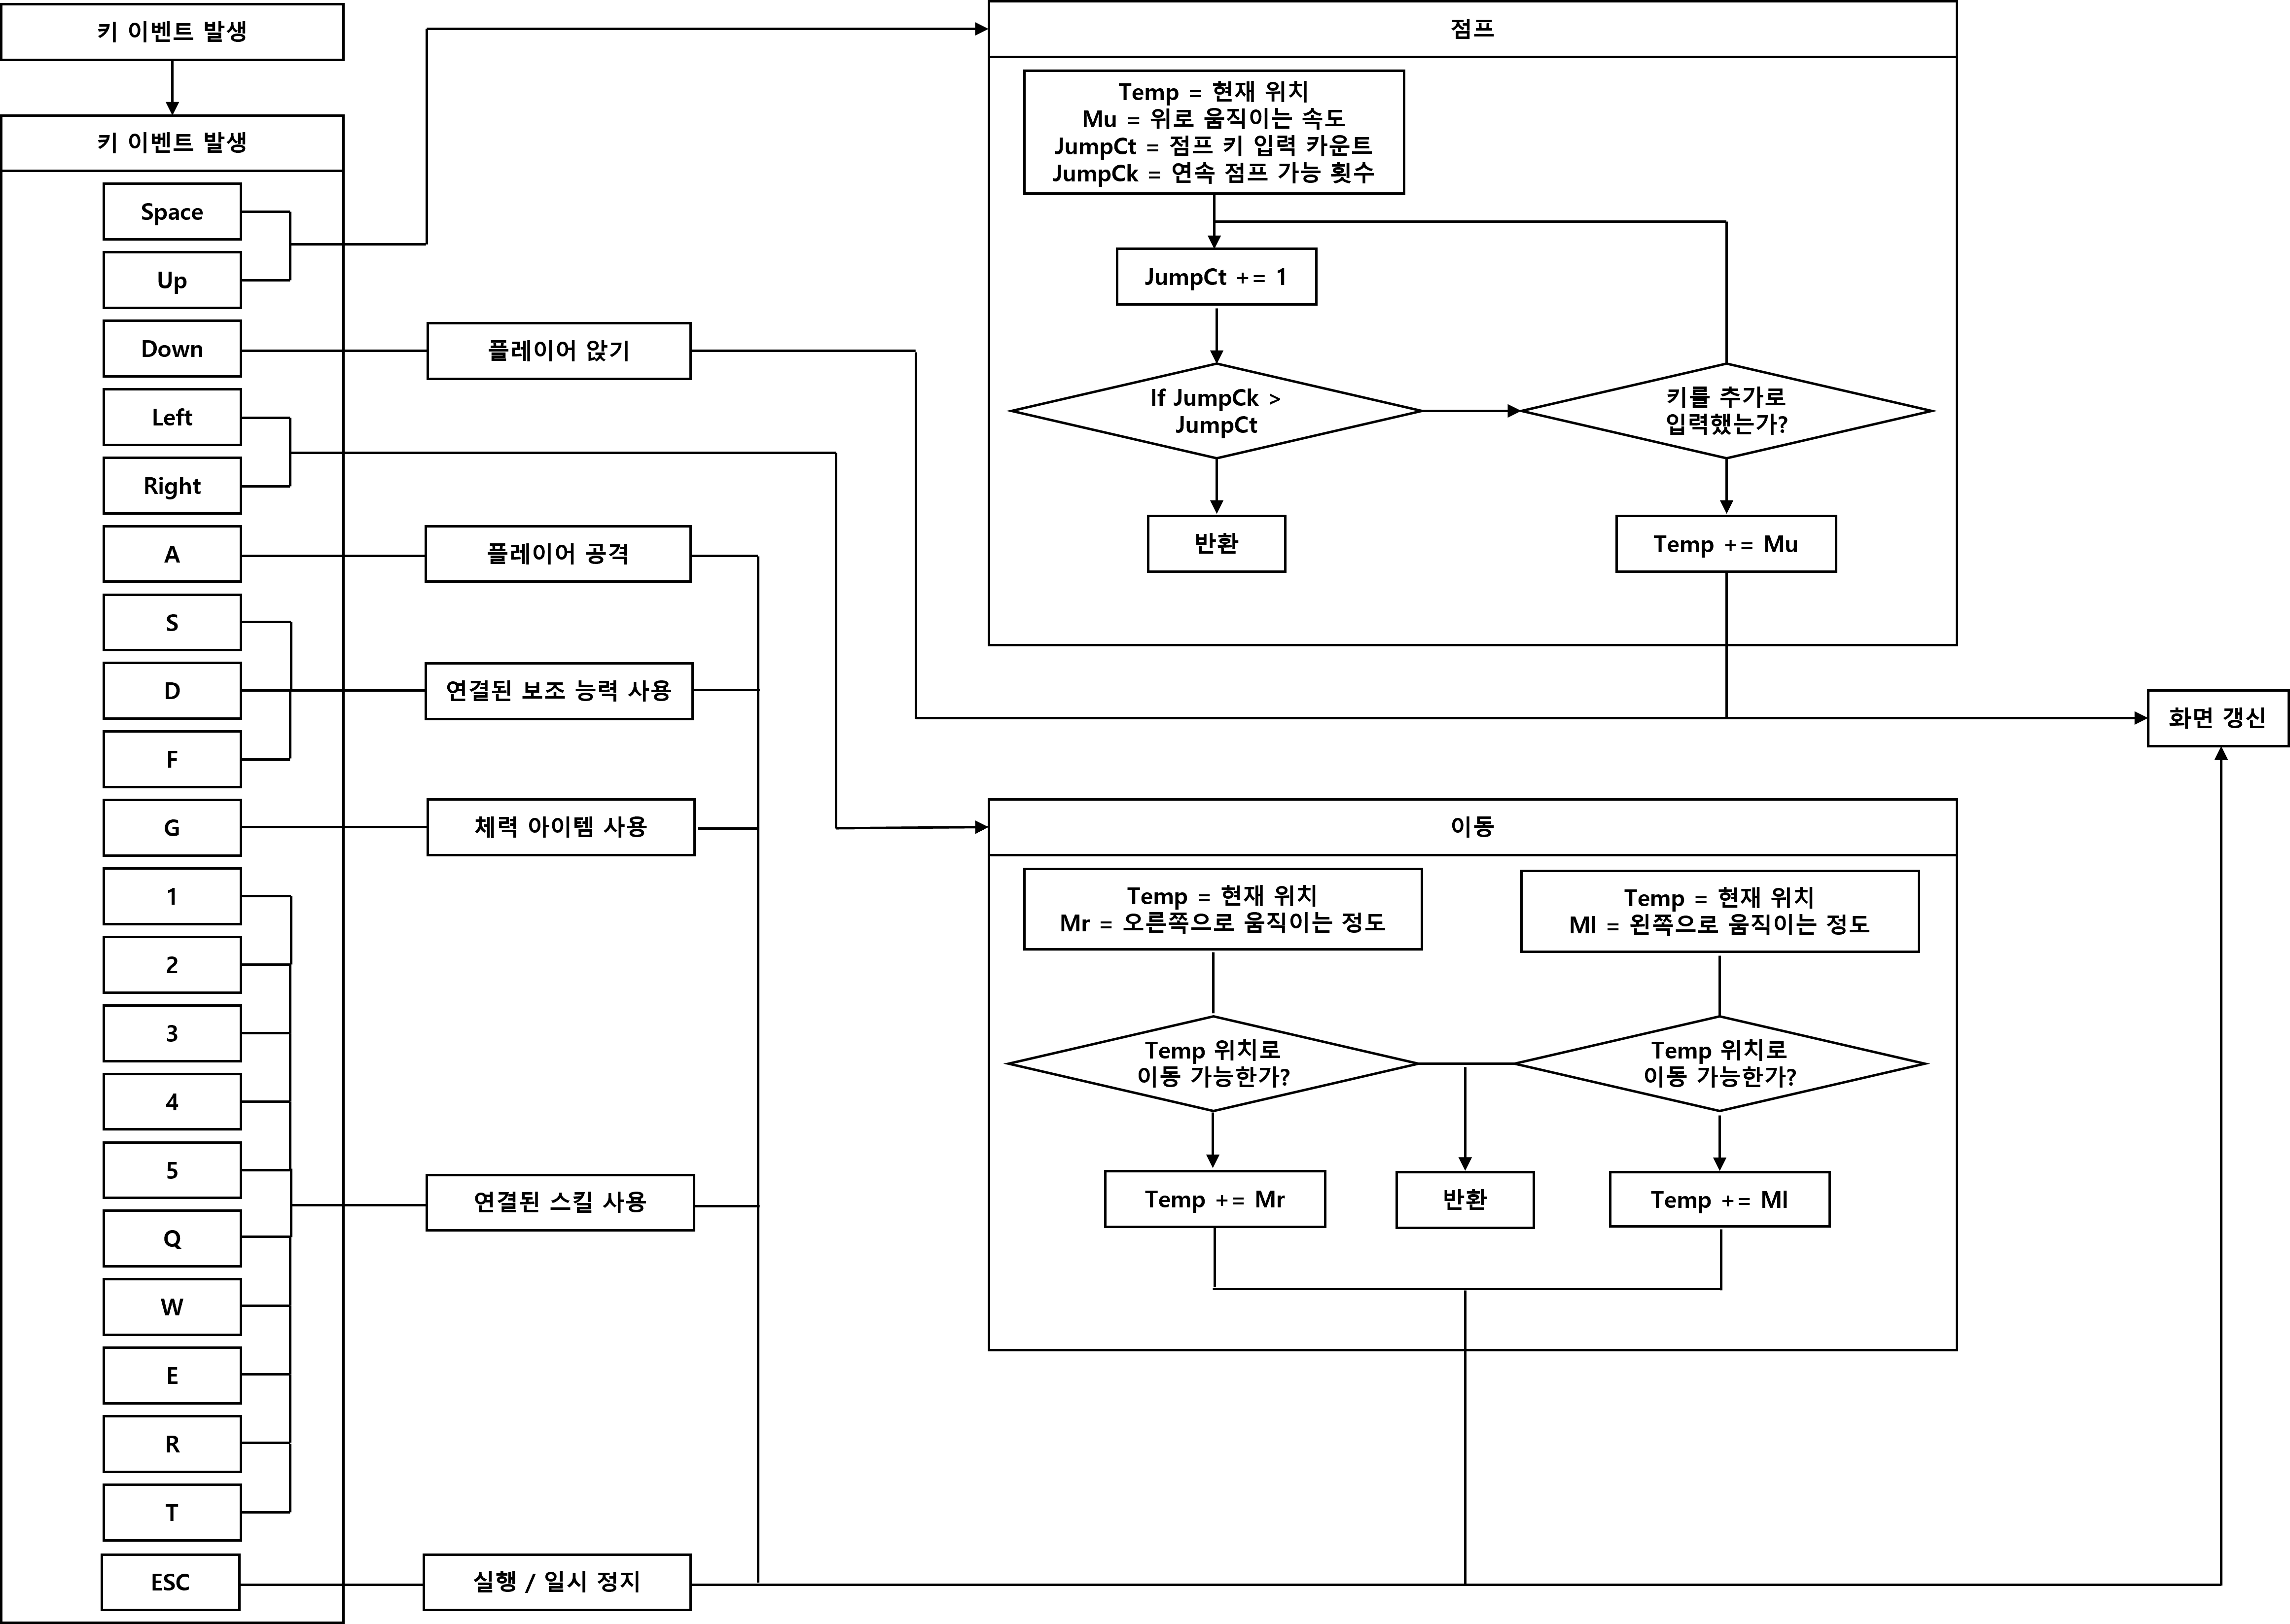 키 이벤트 발생
키 이벤트 발생
Space
Up
Down
Left
Right
A
S
D
F
G
1
2
3
4
5
Q
W
E
R
T
ESC
플레이어 앉기
플레이어 공격
연결된 보조 능력 사용
체력 아이템 사용
연결된 스킬 사용
실행 / 일시 정지
점프
Temp = 현재 위치
Mu = 위로 움직이는 속도
JumpCt = 점프 키 입력 카운트
JumpCk = 연속 점프 가능 횟수
JumpCt += 1
If JumpCk >
JumpCt
키를 추가로
입력했는가?
반환
Temp += Mu
이동
Temp = 현재 위치
Mr = 오른쪽으로 움직이는 정도
Temp = 현재 위치
Ml = 왼쪽으로 움직이는 정도
Temp 위치로
이동 가능한가?
Temp 위치로
이동 가능한가?
Temp += Mr
반환
Temp += Ml
화면 갱신